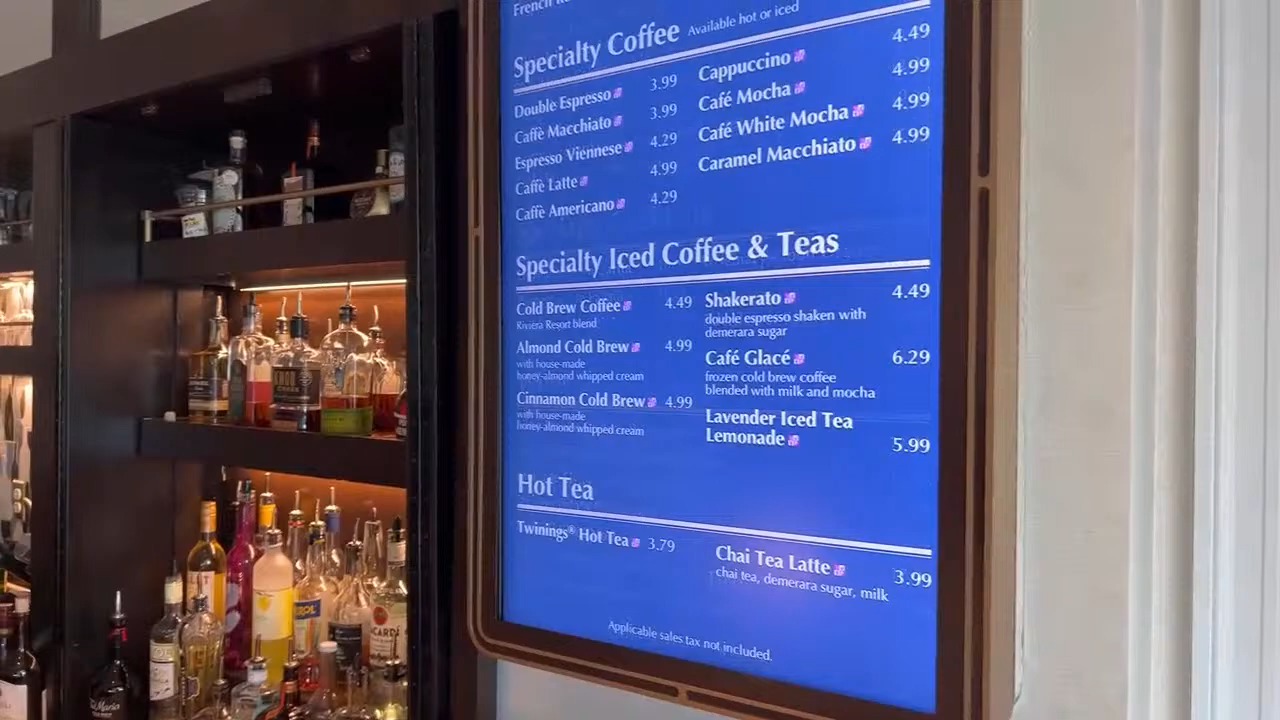 French
Specialty Coffee Available hot or iced
Double Espresso 3.99
Caffè Macchiato 3.99
Espresso Viennese 4.29
Caffè Latte 4.99
Caffè Americano 4.29
Cappuccino 4.49
Café Mocha 4.99
Café White Mocha 4.99
Caramel Macchiato 4.99
Specialty Iced Coffee & Teas
Cold Brew Coffee 4.49
Riviera Resort blend
Almond Cold Brew 4.99
with house-made
honey-almond whipped cream
Cinnamon Cold Brew 4.99
with house-made
honey-almond whipped cream
Shakerato 4.49
double espresso shaken with
demerara sugar
Café Glacé 6.29
frozen cold brew coffee
blended with milk and mocha
Lavender Iced Tea
Lemonade 5.99
Hot Tea
Twinings® Hot Tea 3.79
Chai Tea Latte 3.99
chai tea, demerara sugar, milk
Applicable sales tax not included.